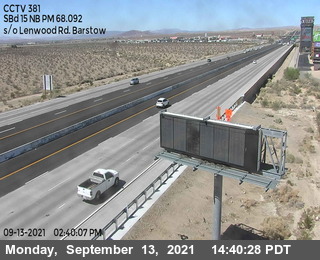 CCTV 381
SBd 15 NB PM 68.092
s/o Lenwood Rd. Barstow
09-13-2021 02:40:07 PM
Monday, September 13, 2021 14:40:28 PDT